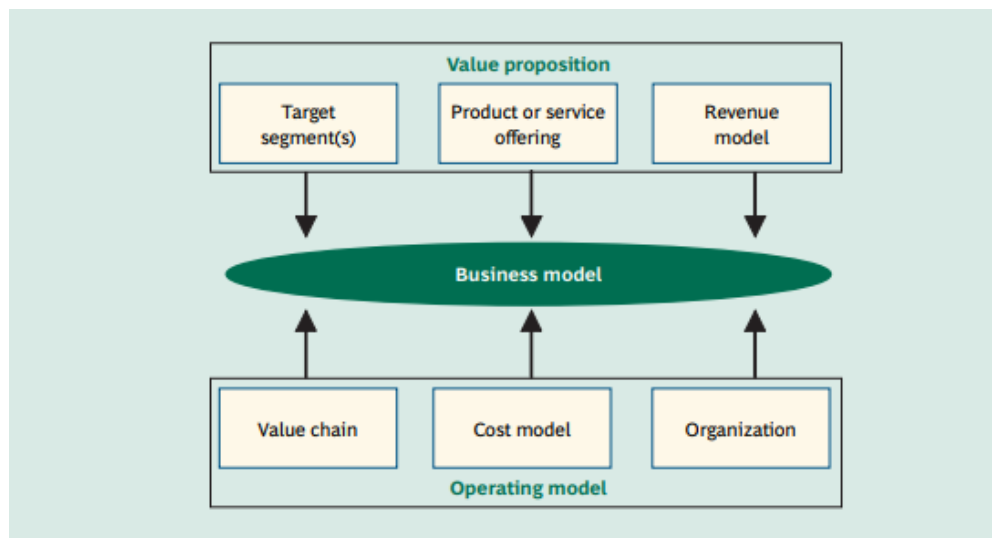 Value proposition
Target
segment(s)
Product or service
offering
Revenue
model
Business model
Value chain
Cost model
Organization
Operating model